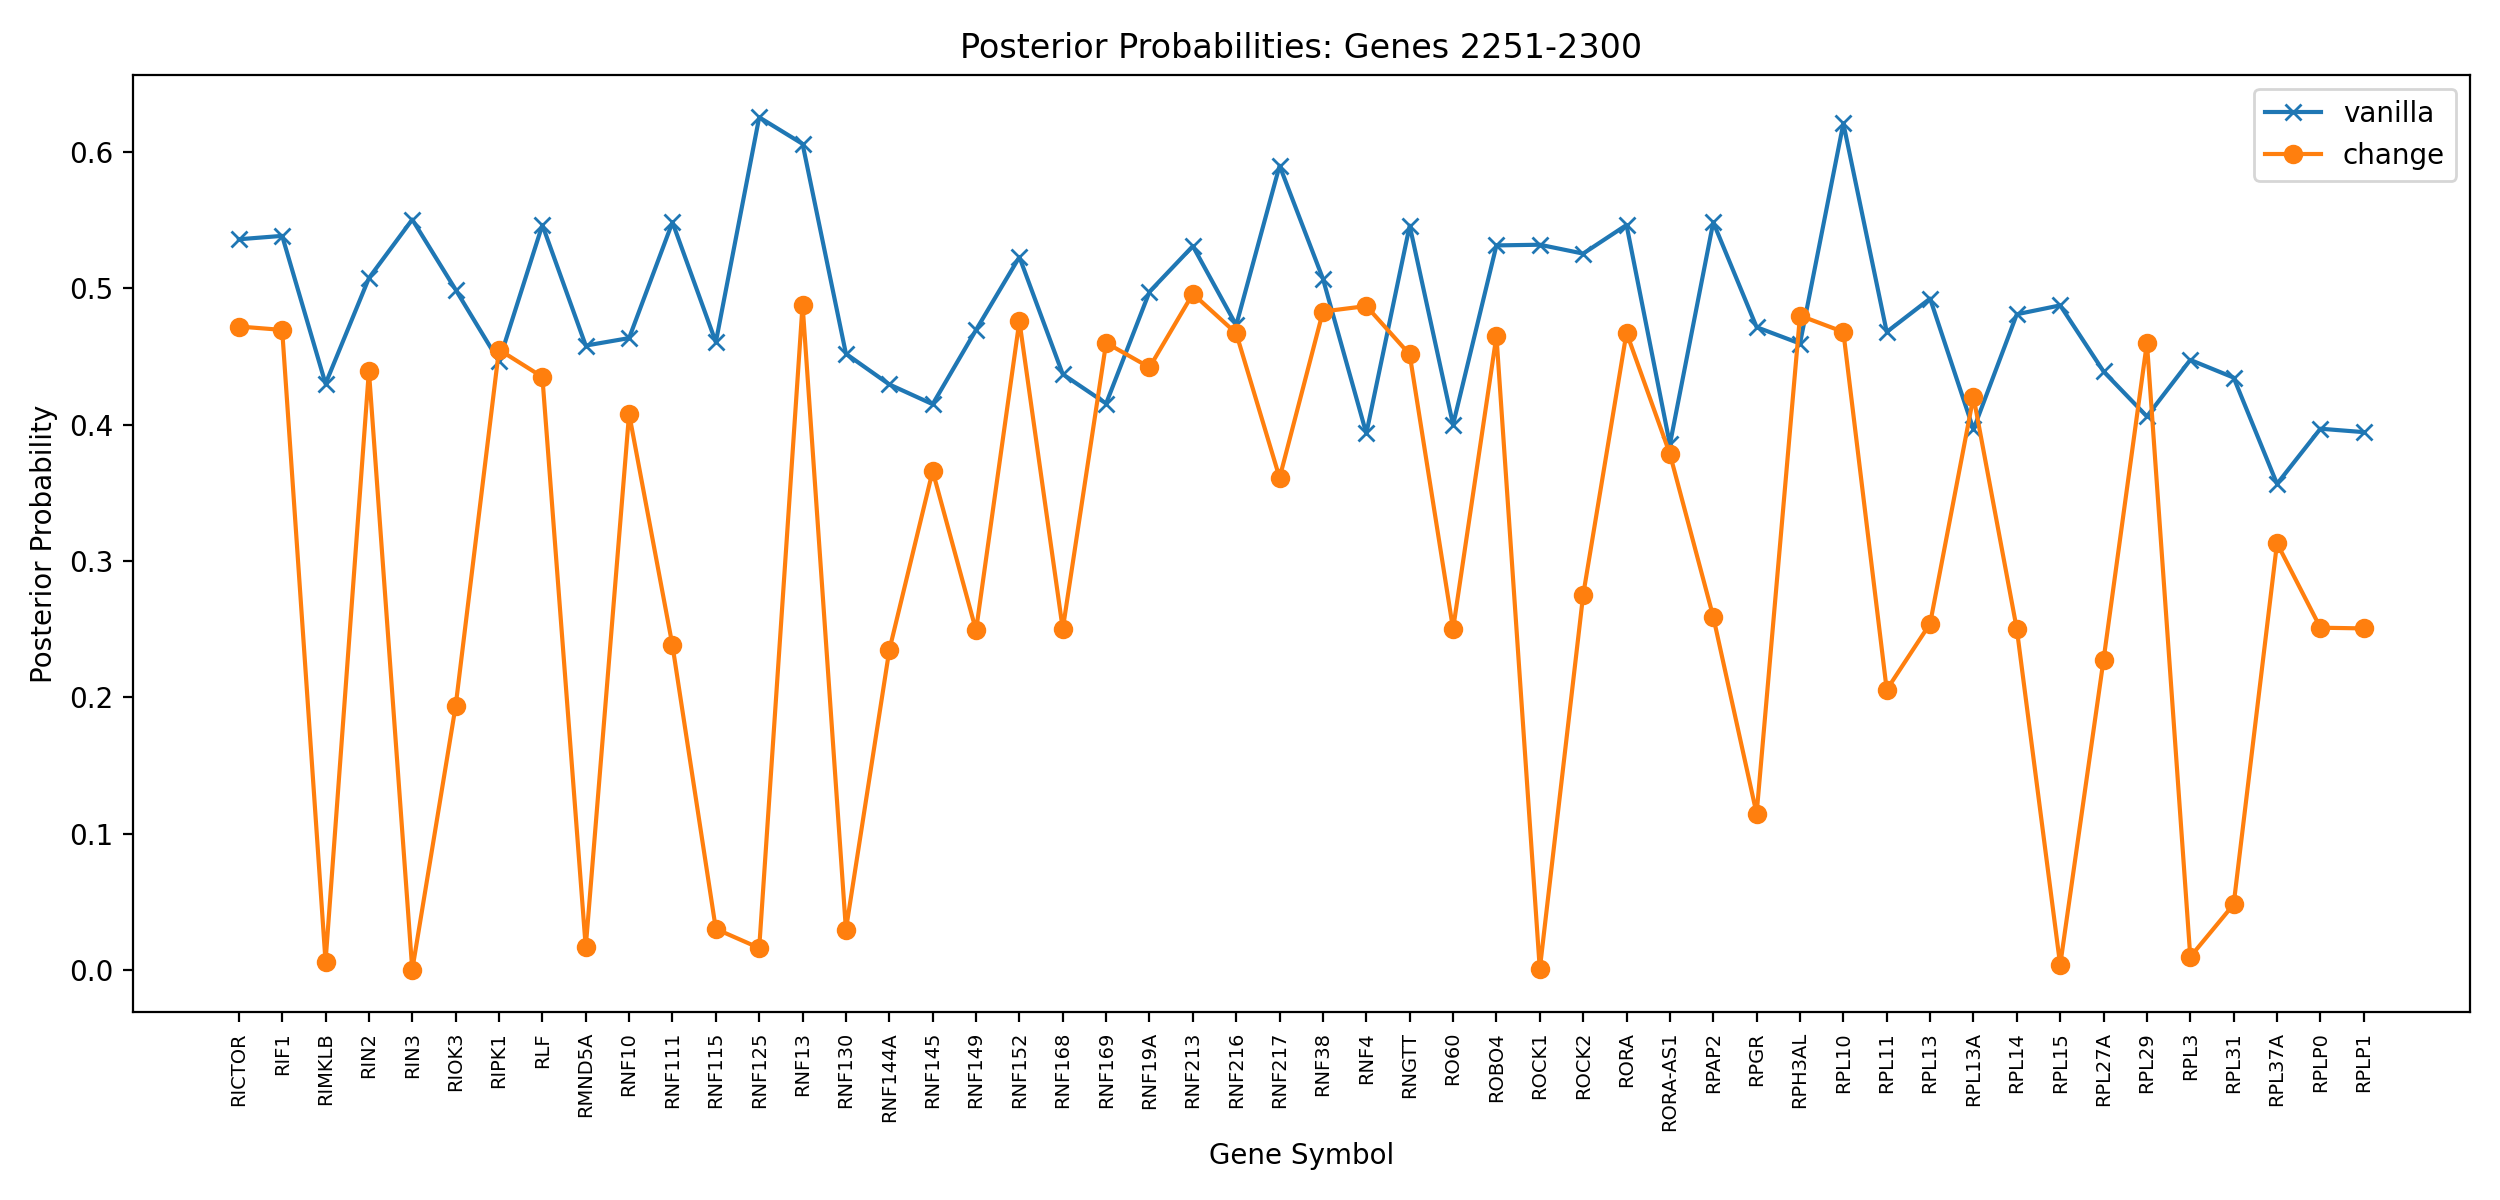 Posterior Probabilities: Genes 2251-2300
vanilla
change
Posterior Probability
0.6
0.5
0.4
0.3
0.2
0.1
0.0
RICTOR
RIF1
RIMKLB
RIN2
RIN3
RIOK3
RIPK1
RLF
RMND5A
RNF10
RNF111
RNF115
RNF125
RNF13
RNF130
RNF144A
RNF145
RNF149
RNF152
RNF168
RNF169
RNF19A
RNF213
RNF216
RNF217
RNF38
RNF4
RNGTT
RO60
ROBO4
ROCK1
ROCK2
RORA
RORA-AS1
RPAP2
RPGR
RPH3AL
RPL10
RPL11
RPL13
RPL13A
RPL14
RPL15
RPL27A
RPL29
RPL3
RPL31
RPL37A
RPLP0
RPLP1
Gene Symbol